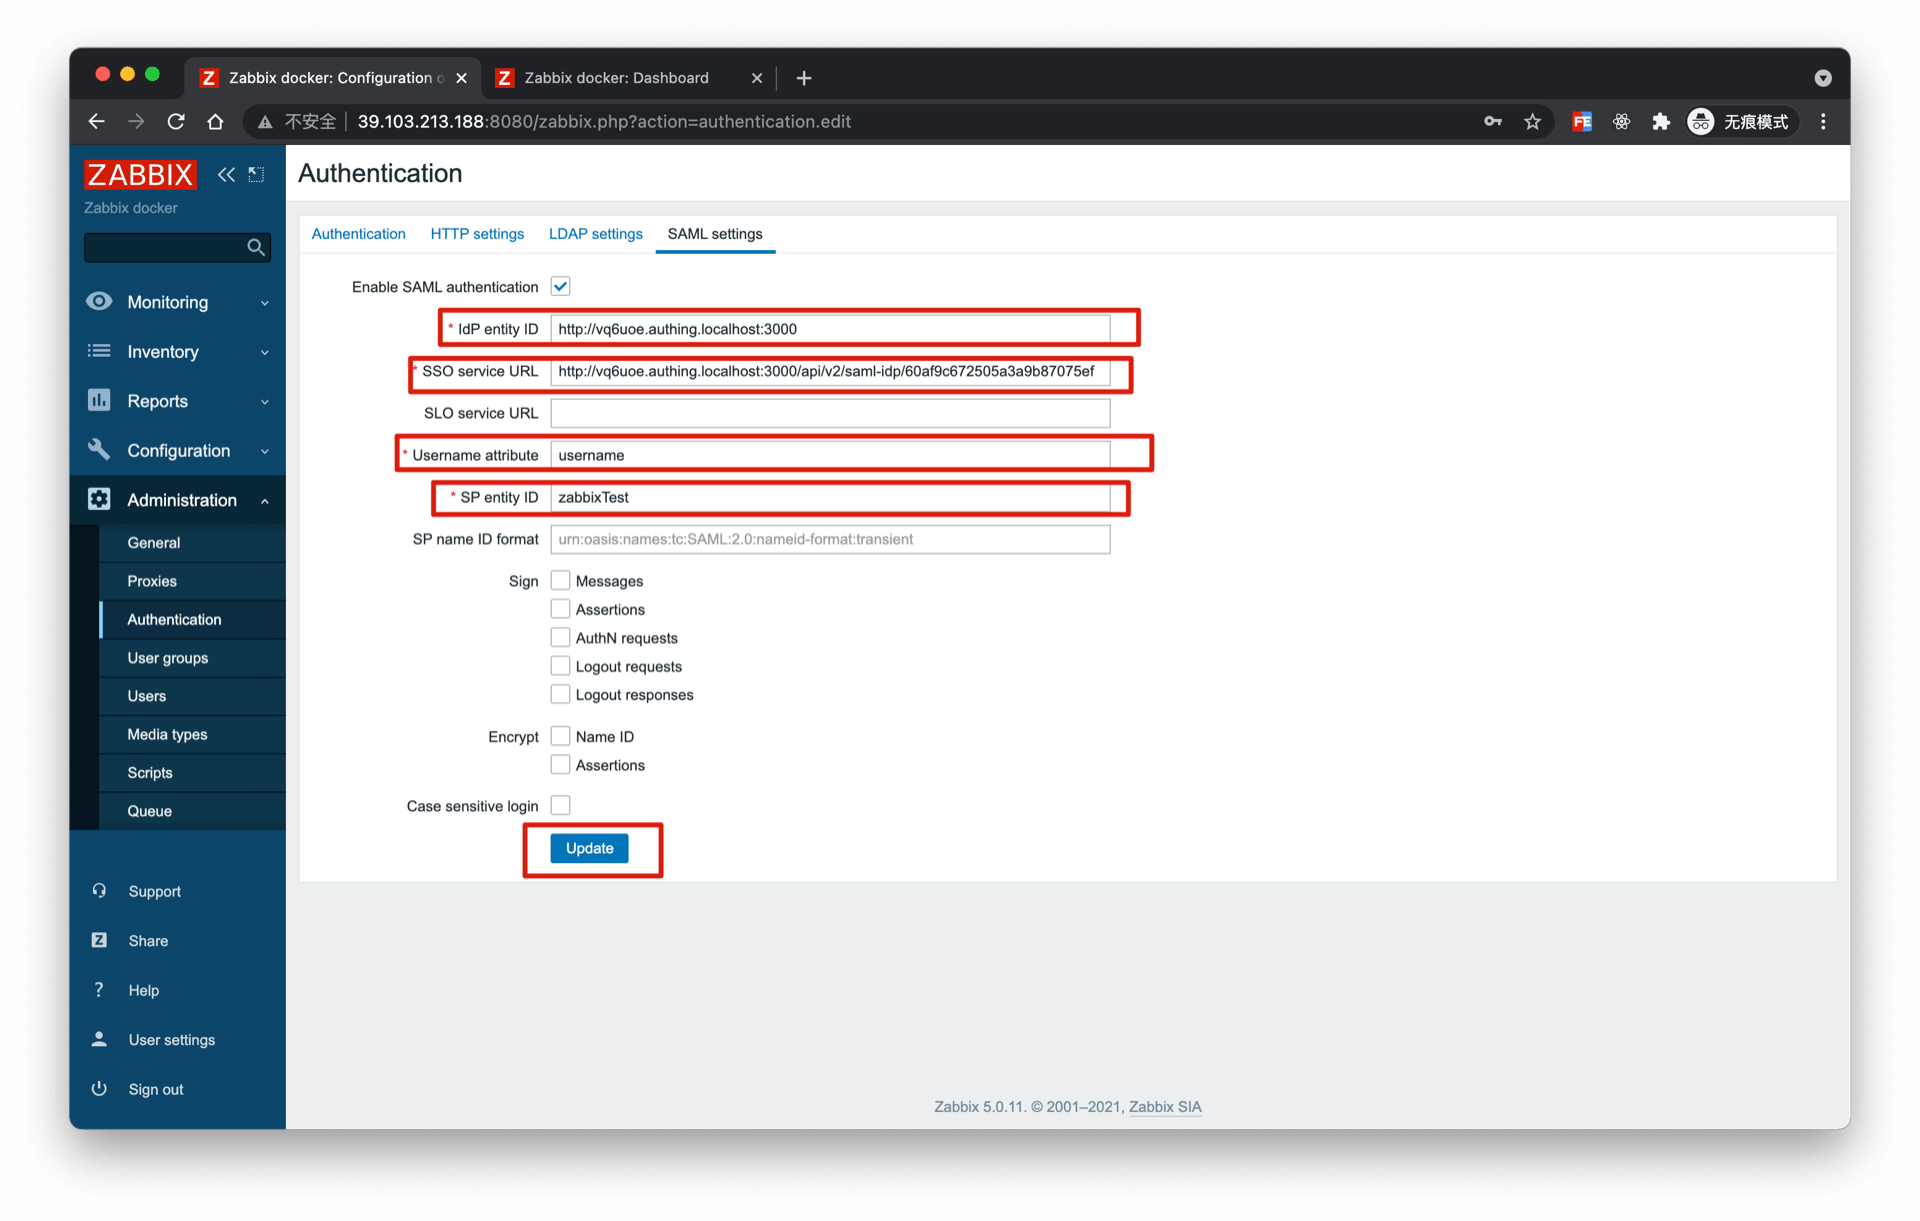 Zabbix docker: Configuration o
Zabbix docker: Dashboard
不安全 39.103.213.188:8080/zabbix.php?action=authentication.edit
FE
无痕模式
ZABBIX
Zabbix docker
Monitoring
Inventory
Reports
Configuration
Administration
General
Proxies
Authentication
User groups
Users
Media types
Scripts
Queue
Support
Share
Help
User settings
Sign out
Authentication
Authentication HTTP settings LDAP settings SAML settings
Enable SAML authentication
* IdP entity ID http://vq6uoe.authing.localhost:3000
* SSO service URL http://vq6uoe.authing.localhost:3000/api/v2/saml-idp/60af9c672505a3a9b87075ef
SLO service URL
* Username attribute username
* SP entity ID zabbixTest
SP name ID format urn:oasis:names:tc:SAML:2.0:nameid-format:transient
Sign Messages
Assertions
AuthN requests
Logout requests
Logout responses
Encrypt Name ID
Assertions
Case sensitive login
Update
Zabbix 5.0.11. © 2001–2021, Zabbix SIA